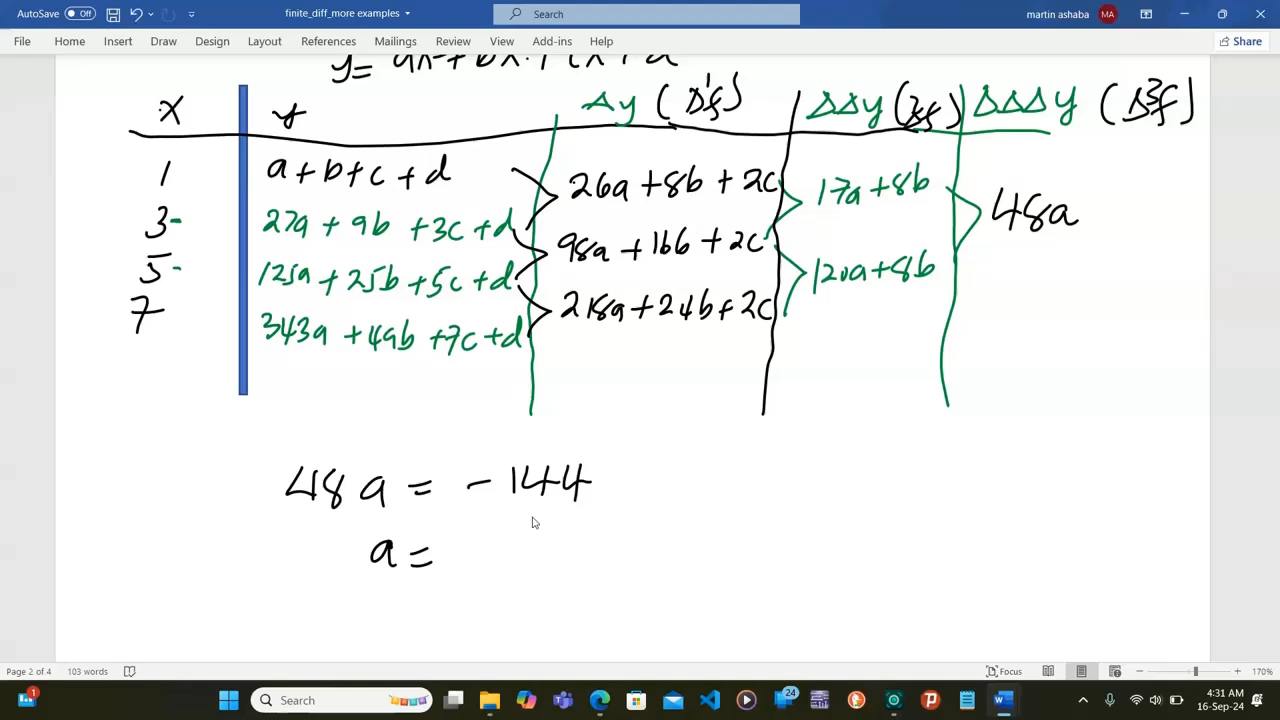 AutoSave Off finite_diff_more examples Search martin ashaba MA
File Home Insert Draw Design Layout References Mailings Review View Add-ins Help Share
x y Δy (Δ¹f) ΔΔy ΔΔΔy (Δ³f)
1 a+b+c+d 26a+8b+2c 17a+8b 48a
3- 27a+9b+3c+d 98a+16b+2c
5- 125a+25b+5c+d 218a+24b+2c 120a+8b
7 343a+49b+7c+d
48a = -144
a =
Page 2 of 4 103 words Focus 170%
1 Search 24 4:31 AM
16-Sep-24